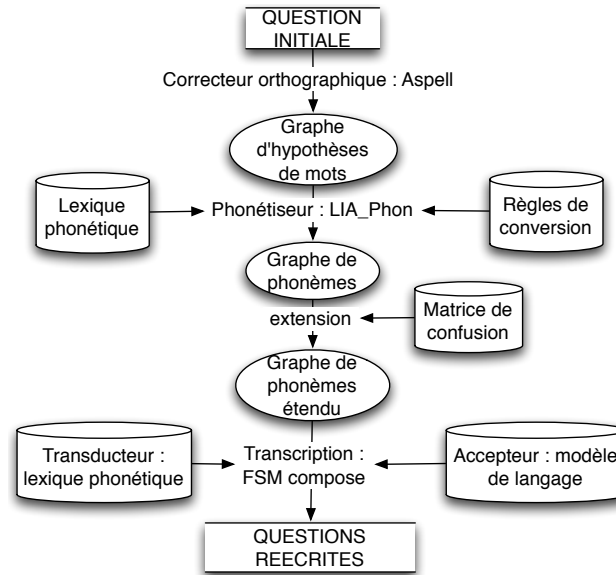 QUESTION
INITIALE
Correcteur orthographique : Aspell
Graphe
d'hypothèses
de mots
Lexique
phonétique
Phonétiseur : LIA_Phon
Règles de
conversion
Graphe de
phonèmes
extension
Matrice de
confusion
Graphe de
phonèmes
étendu
Transducteur :
lexique phonétique
Transcription :
FSM compose
Accepteur : modèle
de langage
QUESTIONS
REECRITES